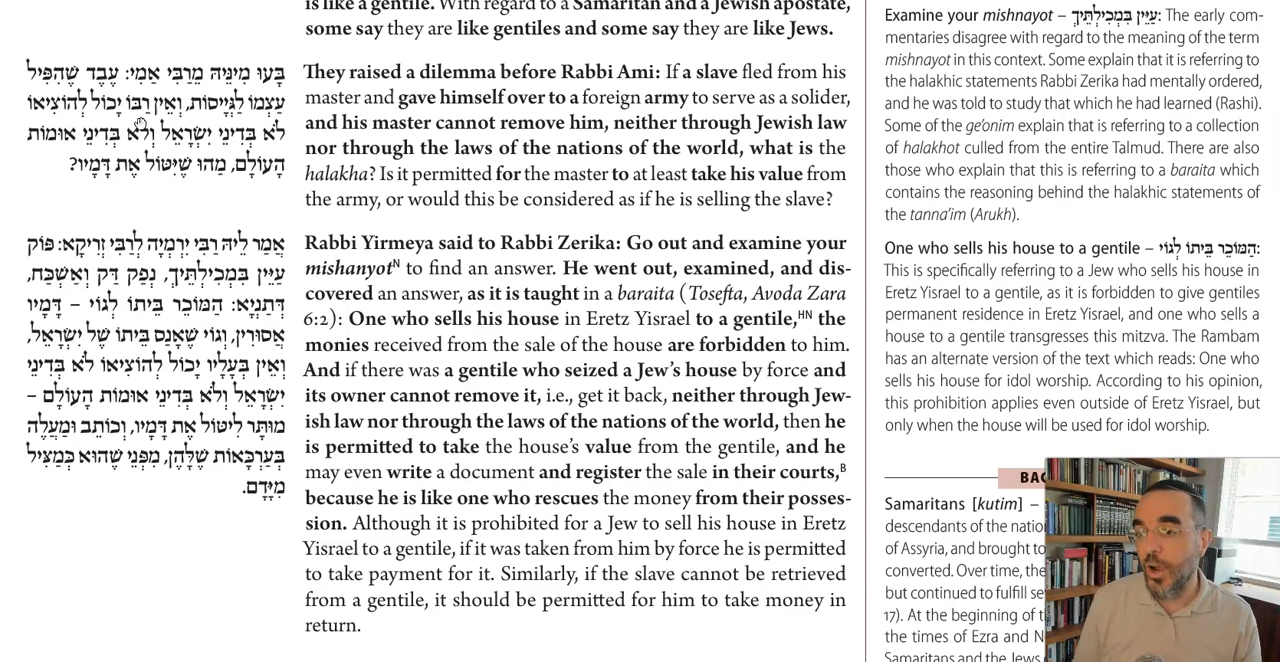 is like a gentile. With regard to a Samaritan and a Jewish apostate,
some say they are like gentiles and some say they are like Jews.
בָּעוּ מִינֵּיהּ מֵרַבִּי אַמֵּי: עֶבֶד שֶׁהִפִּיל
עַצְמוֹ לַגְּיָיסוֹת, וְאֵין רַבּוֹ יָכוֹל לְהוֹצִיאוֹ
לֹא בְּדִינֵי יִשְׂרָאֵל וְלֹא בְּדִינֵי אוּמּוֹת
הָעוֹלָם, מַהוּ שֶׁיִּטּוֹל אֶת דָּמָיו?
They raised a dilemma before Rabbi Ami: If a slave fled from his
master and gave himself over to a foreign army to serve as a solider,
and his master cannot remove him, neither through Jewish law
nor through the laws of the nations of the world, what is the
halakha? Is it permitted for the master to at least take his value from
the army, or would this be considered as if he is selling the slave?
אֲמַר לֵיהּ רַבִּי יִרְמְיָה לְרַבִּי זְרִיקָא: פּוֹק
עַיֵּין בִּמְכִילְתֵּיךְ, נְפַק דָּק וְאַשְׁכַּח,
דְּתַנְיָא: הַמּוֹכֵר בֵּיתוֹ לְגוֹי – דָּמָיו
אֲסוּרִין, וְגוֹי שֶׁאָנַס בֵּיתוֹ שֶׁל יִשְׂרָאֵל,
וְאֵין בְּעָלָיו יָכוֹל לְהוֹצִיאוֹ לֹא בְּדִינֵי
יִשְׂרָאֵל וְלֹא בְּדִינֵי אוּמּוֹת הָעוֹלָם –
מוּתָּר לִיטּוֹל אֶת דָּמָיו, וְכוֹתֵב וּמַעֲלֶה
בְּעַרְכָּאוֹת שֶׁלָּהֶן, מִפְּנֵי שֶׁהוּא כְּמַצִּיל
מִיָּדָם.
Rabbi Yirmeya said to Rabbi Zerika: Go out and examine your
mishanyotN to find an answer. He went out, examined, and dis-
covered an answer, as it is taught in a baraita (Tosefta, Avoda Zara
6:2): One who sells his house in Eretz Yisrael to a gentile,HN the
monies received from the sale of the house are forbidden to him.
And if there was a gentile who seized a Jew's house by force and
its owner cannot remove it, i.e., get it back, neither through Jew-
ish law nor through the laws of the nations of the world, then he
is permitted to take the house's value from the gentile, and he
may even write a document and register the sale in their courts,B
because he is like one who rescues the money from their posses-
sion. Although it is prohibited for a Jew to sell his house in Eretz
Yisrael to a gentile, if it was taken from him by force he is permitted
to take payment for it. Similarly, if the slave cannot be retrieved
from a gentile, it should be permitted for him to take money in
return.
Examine your mishnayot – עַיֵּין בִּמְכִילְתֵּיךְ: The early com-
mentaries disagree with regard to the meaning of the term
mishnayot in this context. Some explain that it is referring to
the halakhic statements Rabbi Zerika had mentally ordered,
and he was told to study that which he had learned (Rashi).
Some of the ge'onim explain that is referring to a collection
of halakhot culled from the entire Talmud. There are also
those who explain that this is referring to a baraita which
contains the reasoning behind the halakhic statements of
the tanna'im (Arukh).
One who sells his house to a gentile – הַמּוֹכֵר בֵּיתוֹ לְגוֹי:
This is specifically referring to a Jew who sells his house in
Eretz Yisrael to a gentile, as it is forbidden to give gentiles
permanent residence in Eretz Yisrael, and one who sells a
house to a gentile transgresses this mitzva. The Rambam
has an alternate version of the text which reads: One who
sells his house for idol worship. According to his opinion,
this prohibition applies even outside of Eretz Yisrael, but
only when the house will be used for idol worship.
Samaritans [kutim] –
descendants of the
of Assyria, and brought to
converted. Over time, the
but continued to fulfill
17). At the beginning of
the times of Ezra and
Samaritans and the Jews